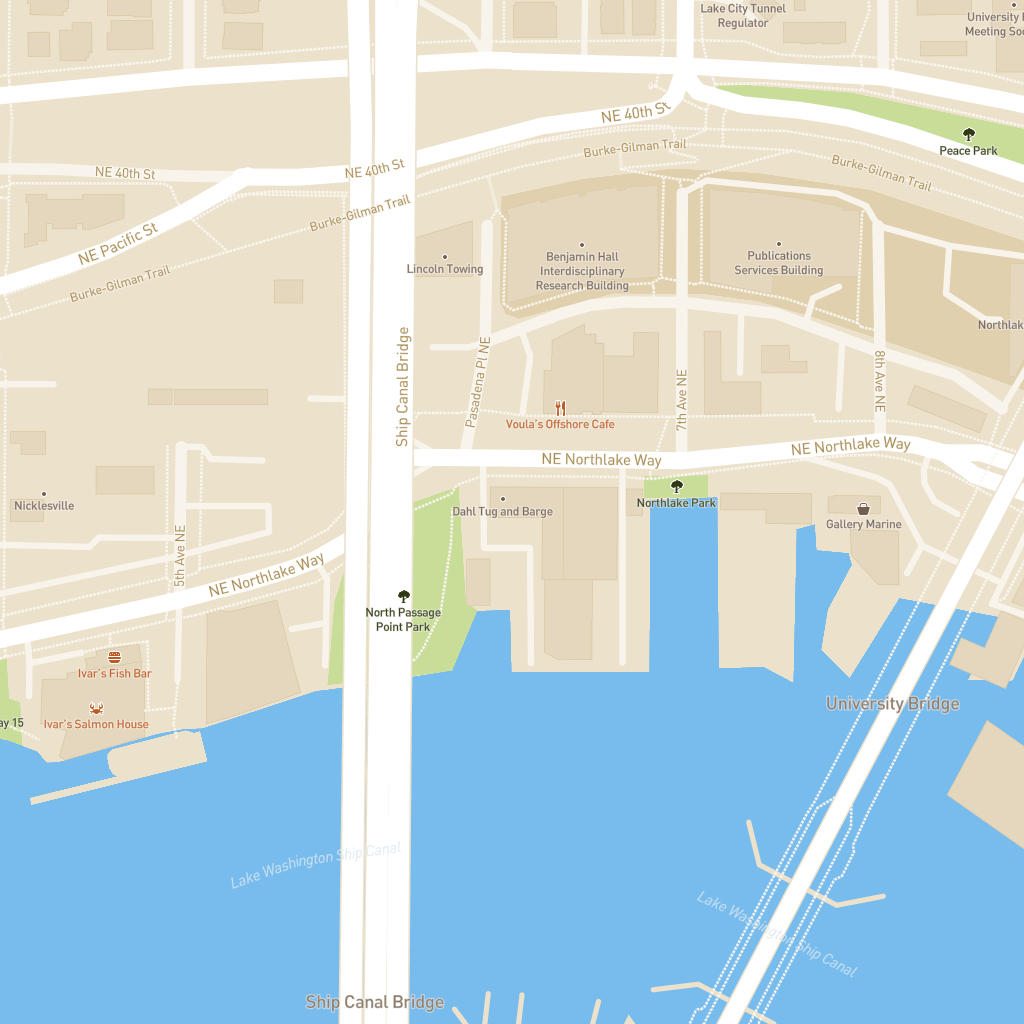 Lake City Tunnel
Regulator
University
Meeting
NE 40th St
Peace Park
Burke-Gilman Trail
Burke-Gilman Trail
NE 40th St
NE 40th St
Burke-Gilman Trail
NE Pacific St
Burke-Gilman Trail
Lincoln Towing
Benjamin Hall
Interdisciplinary
Research Building
Publications
Services Building
Northlak
Ship Canal Bridge
Pasadena Pl NE
7th Ave NE
8th Ave NE
Voula's Offshore Cafe
NE Northlake Way
NE Northlake Way
Nicklesville
Dahl Tug and Barge
Northlake Park
Gallery Marine
5th Ave NE
NE Northlake Way
North Passage
Point Park
Ivar's Fish Bar
Ivar's Salmon House
ay 15
University Bridge
Lake Washington Ship Canal
Lake Washington Ship Canal
Ship Canal Bridge